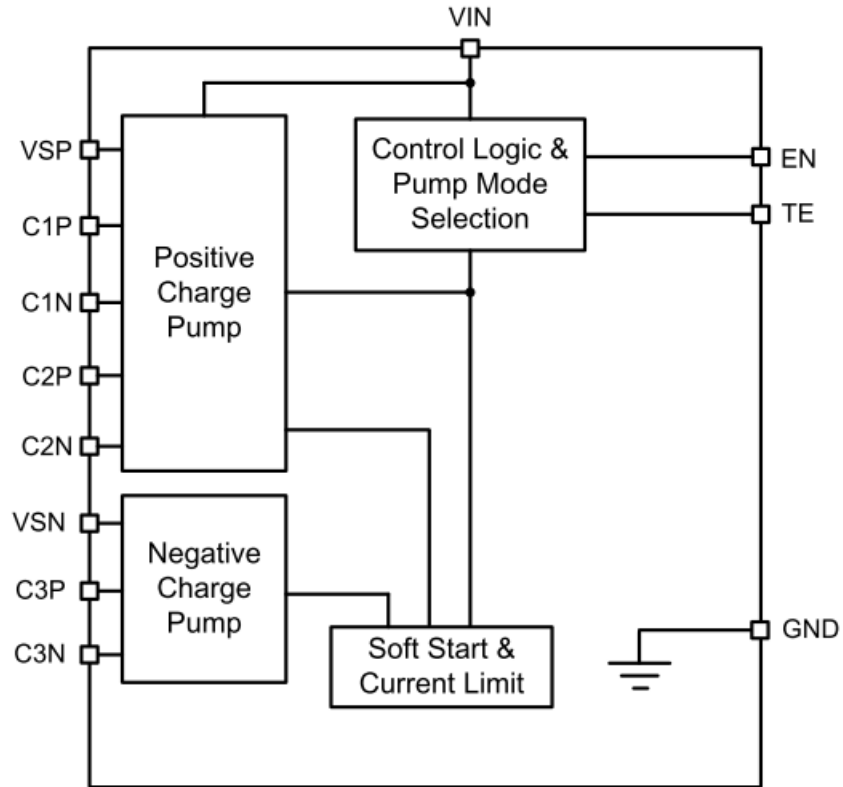 VIN
VSP
C1P
C1N
C2P
C2N
VSN
C3P
C3N
Positive
Charge
Pump
Negative
Charge
Pump
Control Logic &
Pump Mode
Selection
Soft Start &
Current Limit
EN
TE
GND